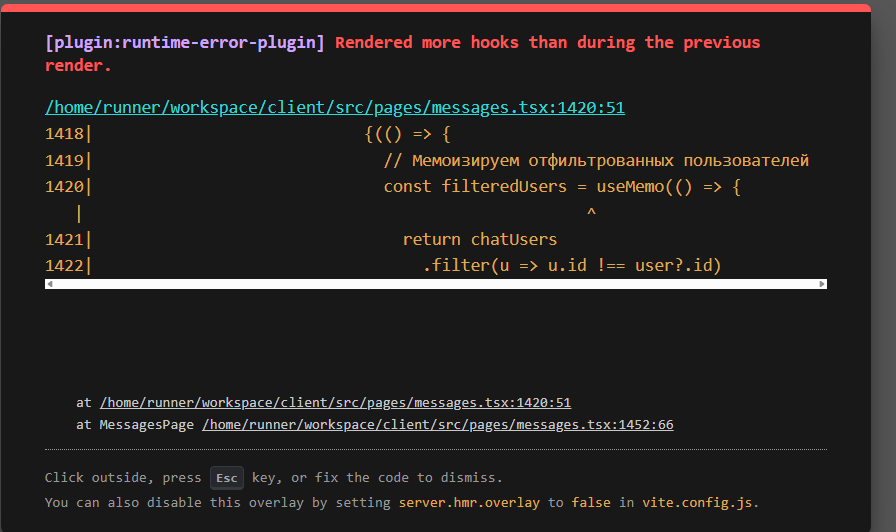 [plugin:runtime-error-plugin] Rendered more hooks than during the previous
render.
/home/runner/workspace/client/src/pages/messages.tsx:1420:51
1418|                            {(() => {
1419|                              // Мемоизируем отфильтрованных пользователей
1420|                              const filteredUsers = useMemo(() => {
   |                                                   ^
1421|                                return chatUsers
1422|                                  .filter(u => u.id !== user?.id)
at /home/runner/workspace/client/src/pages/messages.tsx:1420:51
at MessagesPage /home/runner/workspace/client/src/pages/messages.tsx:1452:66
Click outside, press Esc key, or fix the code to dismiss.
You can also disable this overlay by setting server.hmr.overlay to false in vite.config.js.